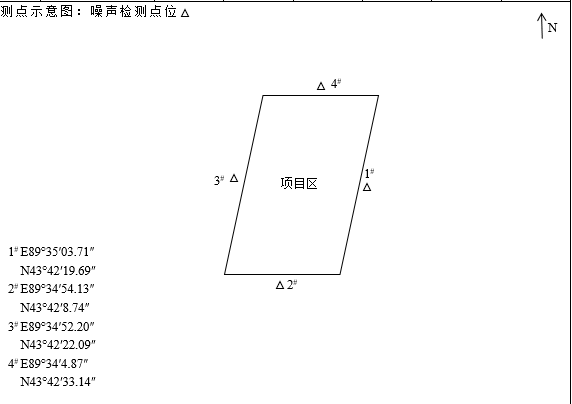 测点示意图：噪声检测点位△
N
△ 4#
3# △
项目区
1#
△
△ 2#
1# E89°35′03.71″
N43°42′19.69″
2# E89°34′54.13″
N43°42′8.74″
3# E89°34′52.20″
N43°42′22.09″
4# E89°34′4.87″
N43°42′33.14″